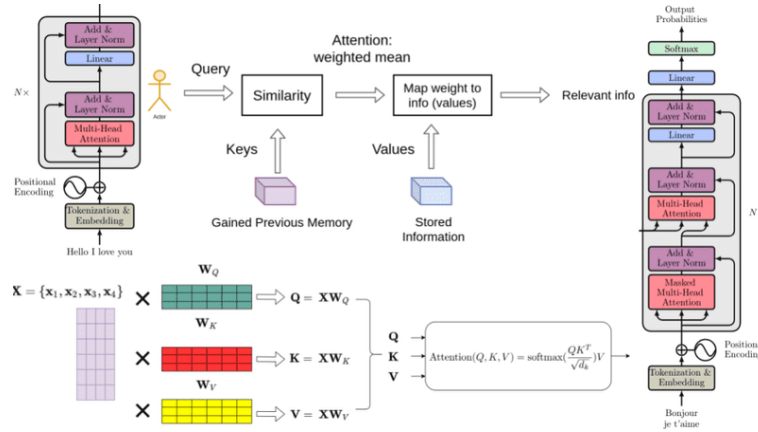 Add &
Layer Norm
Linear
N×
Add &
Layer Norm
Multi-Head
Attention
Positional
Encoding
Tokenization &
Embedding
Hello I love you
Actor
Query
Similarity
Attention:
weighted mean
Map weight to
info (values)
Relevant info
Keys
Values
Gained Previous Memory
Stored
Information
Output
Probabilities
Softmax
Linear
Add &
Layer Norm
Linear
Add &
Layer Norm
Multi-Head
Attention
N
Add &
Layer Norm
Masked
Multi-Head
Attention
Position
Encodin
Tokenization &
Embedding
Bonjour
je t'aime
X = {x₁, x₂, x₃, x₄}
W_Q
× Q = XW_Q
W_K
× K = XW_K
W_V
× V = XW_V
Q
K
V
Attention(Q, K, V) = softmax(QKᵀ/√dₖ)V